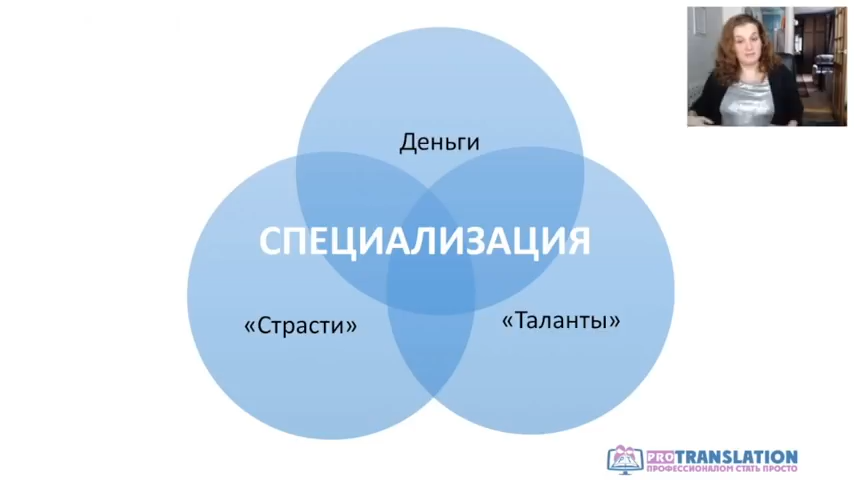 Деньги
СПЕЦИАЛИЗАЦИЯ
«Страсти»
«Таланты»
PROTRANSLATION
ПРОФЕССИОНАЛОМ СТАТЬ ПРОСТО